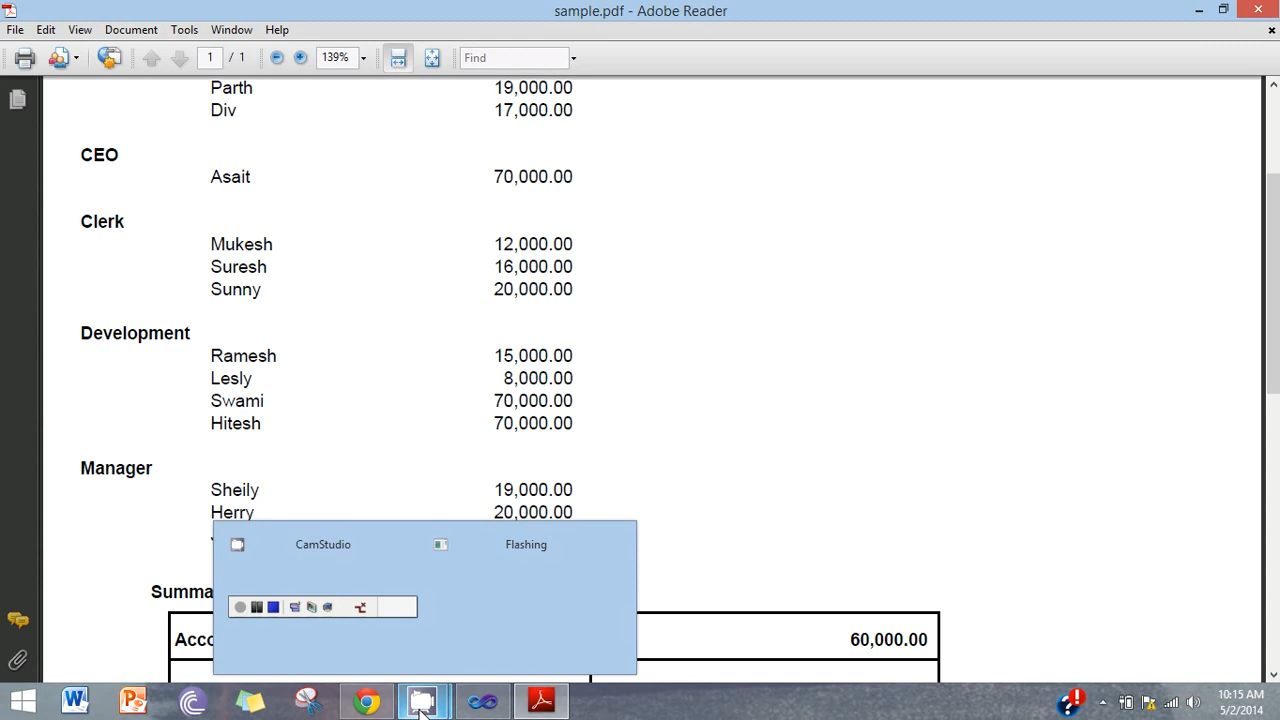 sample.pdf - Adobe Reader
File Edit View Document Tools Window Help
1 / 1 139% Find
Parth 19,000.00
Div 17,000.00
CEO
Asait 70,000.00
Clerk
Mukesh 12,000.00
Suresh 16,000.00
Sunny 20,000.00
Development
Ramesh 15,000.00
Lesly 8,000.00
Swami 70,000.00
Hitesh 70,000.00
Manager
Sheily 19,000.00
Herry 20,000.00
CamStudio Flashing
Summa
Acco 60,000.00
10:15 AM
5/2/2014